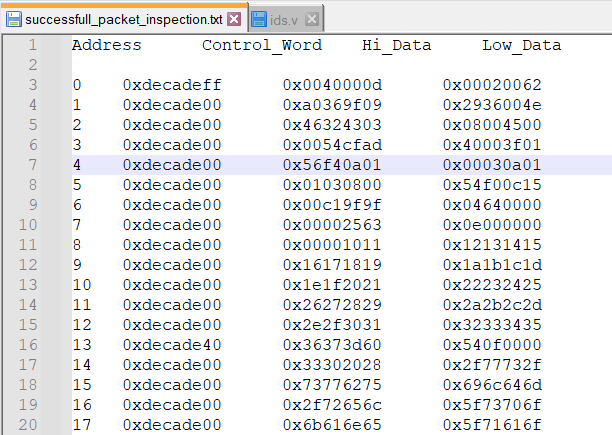 successfull_packet_inspection.txt ids.v
1 Address Control_Word Hi_Data Low_Data
2
3 0 0xdecadeff 0x0040000d 0x00020062
4 1 0xdecade00 0xa0369f09 0x2936004e
5 2 0xdecade00 0x46324303 0x08004500
6 3 0xdecade00 0x0054cfad 0x40003f01
7 4 0xdecade00 0x56f40a01 0x00030a01
8 5 0xdecade00 0x01030800 0x54f00c15
9 6 0xdecade00 0x00c19f9f 0x04640000
10 7 0xdecade00 0x00002563 0x0e000000
11 8 0xdecade00 0x00001011 0x12131415
12 9 0xdecade00 0x16171819 0x1a1b1c1d
13 10 0xdecade00 0x1e1f2021 0x22232425
14 11 0xdecade00 0x26272829 0x2a2b2c2d
15 12 0xdecade00 0x2e2f3031 0x32333435
16 13 0xdecade40 0x36373d60 0x540f0000
17 14 0xdecade00 0x33302028 0x2f77732f
18 15 0xdecade00 0x73776275 0x696c646d
19 16 0xdecade00 0x2f72656c 0x5f73706f
20 17 0xdecade00 0x6b616e65 0x5f71616f